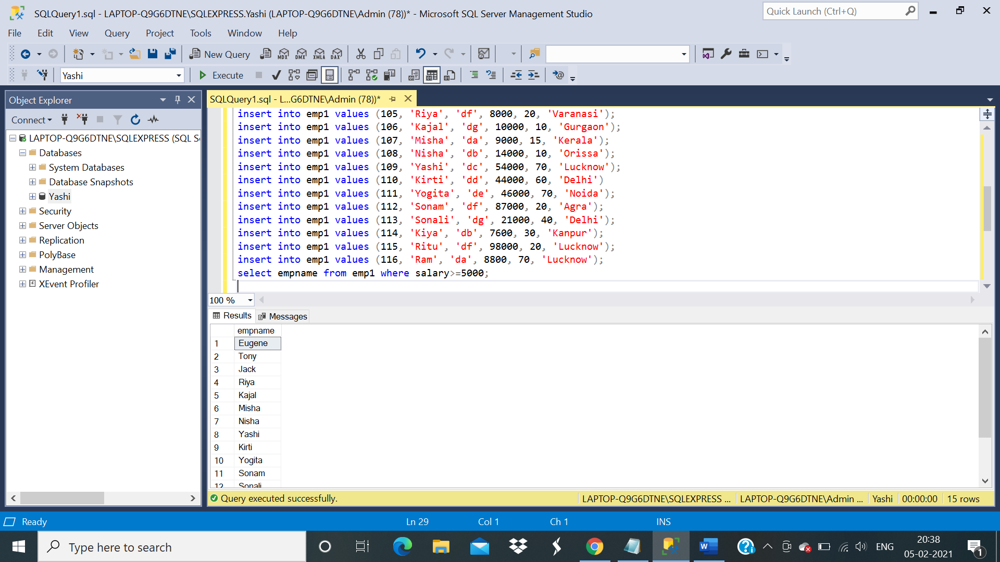 SQLQuery1.sql - LAPTOP-Q9G6DTNE\SQLEXPRESS.Yashi (LAPTOP-Q9G6DTNE\Admin (78))* - Microsoft SQL Server Management Studio
Quick Launch (Ctrl+Q)
File Edit View Query Project Tools Window Help
New Query MDX DMX XMLA DAX
Yashi Execute
Object Explorer
Connect
LAPTOP-Q9G6DTNE\SQLEXPRESS (SQL S
Databases
System Databases
Database Snapshots
Yashi
Security
Server Objects
Replication
PolyBase
Management
XEvent Profiler
SQLQuery1.sql - L...G6DTNE\Admin (78))*
insert into emp1 values (105, 'Riya', 'df', 8000, 20, 'Varanasi');
insert into emp1 values (106, 'Kajal', 'dg', 10000, 10, 'Gurgaon');
insert into emp1 values (107, 'Misha', 'da', 9000, 15, 'Kerala');
insert into emp1 values (108, 'Nisha', 'db', 14000, 10, 'Orissa');
insert into emp1 values (109, 'Yashi', 'dc', 54000, 70, 'Lucknow');
insert into emp1 values (110, 'Kirti', 'dd', 44000, 60, 'Delhi')
insert into emp1 values (111, 'Yogita', 'de', 46000, 70, 'Noida');
insert into emp1 values (112, 'Sonam', 'df', 87000, 20, 'Agra');
insert into emp1 values (113, 'Sonali', 'dg', 21000, 40, 'Delhi');
insert into emp1 values (114, 'Kiya', 'db', 7600, 30, 'Kanpur');
insert into emp1 values (115, 'Ritu', 'df', 98000, 20, 'Lucknow');
insert into emp1 values (116, 'Ram', 'da', 8800, 70, 'Lucknow');
select empname from emp1 where salary>=5000;
100 %
Results Messages
empname
1 Eugene
2 Tony
3 Jack
4 Riya
5 Kajal
6 Misha
7 Nisha
8 Yashi
9 Kirti
10 Yogita
11 Sonam
12 Sonali
Query executed successfully. LAPTOP-Q9G6DTNE\SQLEXPRESS ... LAPTOP-Q9G6DTNE\Admin ... Yashi 00:00:00 15 rows
Ready Ln 29 Col 1 Ch 1 INS
Type here to search
ENG
20:38
05-02-2021
1